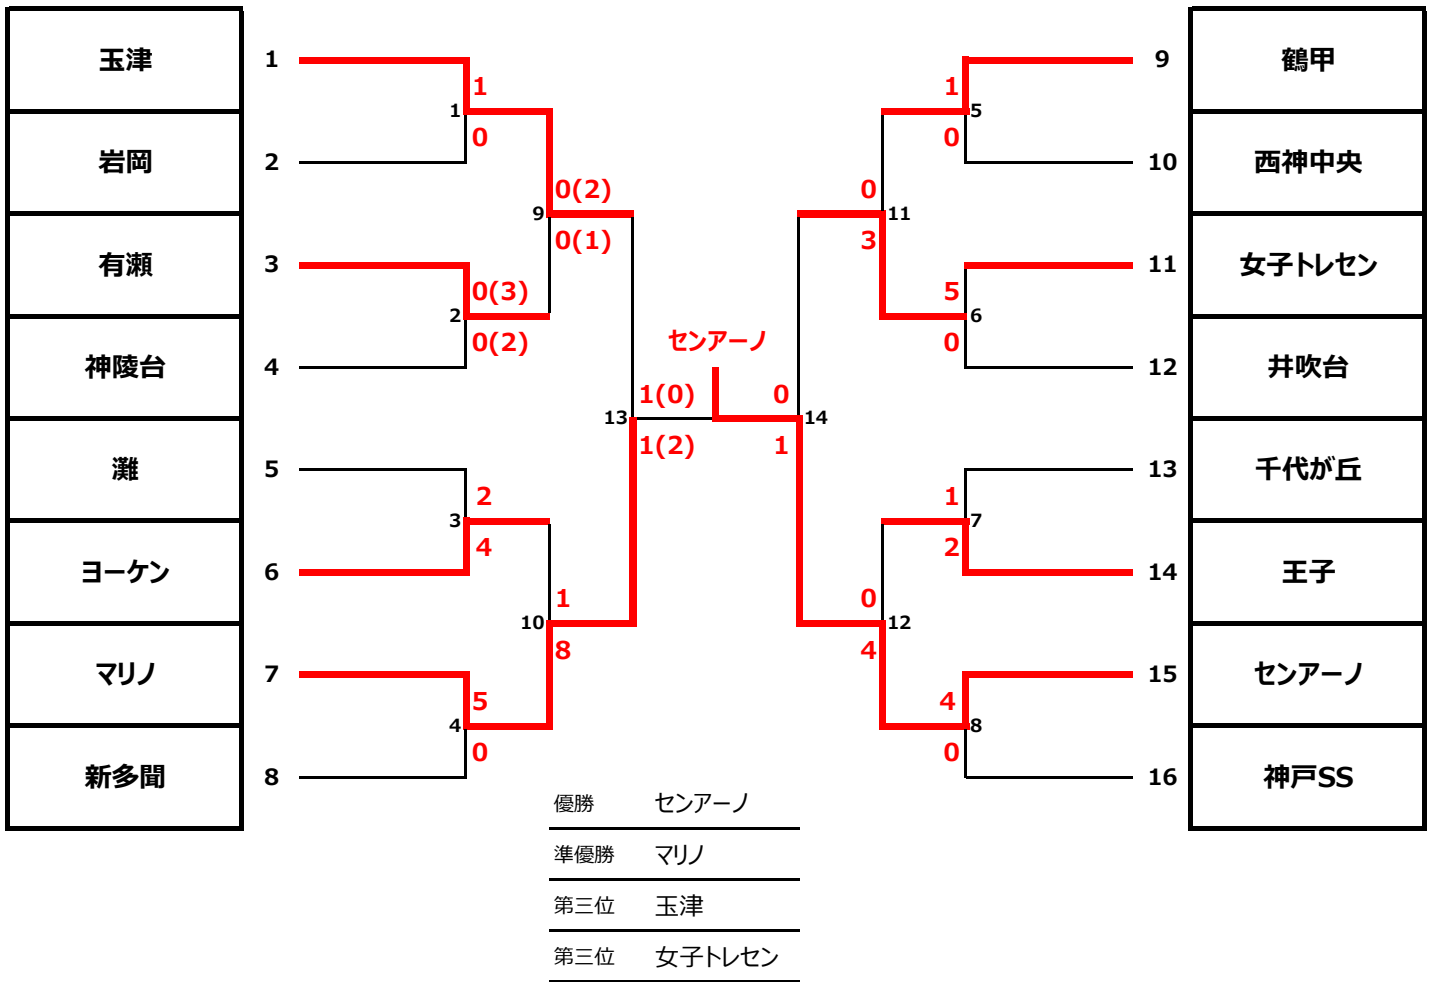 玉津 1 9 鶴甲
1 1
1 5
0 0
岩岡 2 10 西神中央
0(2) 0
9 11
0(1) 3
有瀬 3 11 女子トレセン
0(3) 5
2 6
0(2) 0
センアーノ
神陵台 4 12 井吹台
1(0) 0
13 14
1(2) 1
灘 5 13 千代が丘
2 1
3 7
4 2
ヨーケン 6 14 王子
1 0
10 12
8 4
マリノ 7 15 センアーノ
5 4
4 8
0 0
新多聞 8 16 神戸SS
優勝 センアーノ
準優勝 マリノ
第三位 玉津
第三位 女子トレセン